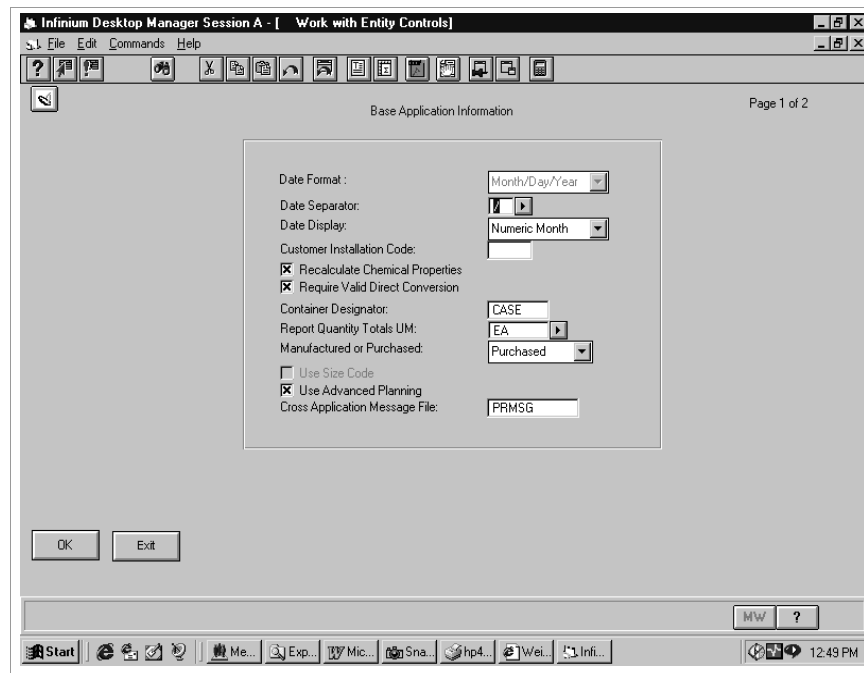 Infinium Desktop Manager Session A - [ Work with Entity Controls]
File Edit Commands Help
Base Application Information
Page 1 of 2
Date Format :
Month/Day/Year
Date Separator:
/
Date Display:
Numeric Month
Customer Installation Code:
Recalculate Chemical Properties
Require Valid Direct Conversion
Container Designator:
CASE
Report Quantity Totals UM:
EA
Manufactured or Purchased:
Purchased
Use Size Code
Use Advanced Planning
Cross Application Message File:
PRMSG
OK Exit
MW ?
Start Me... Exp... Mic... Sna... hp4... Wei... Infi... 12:49 PM